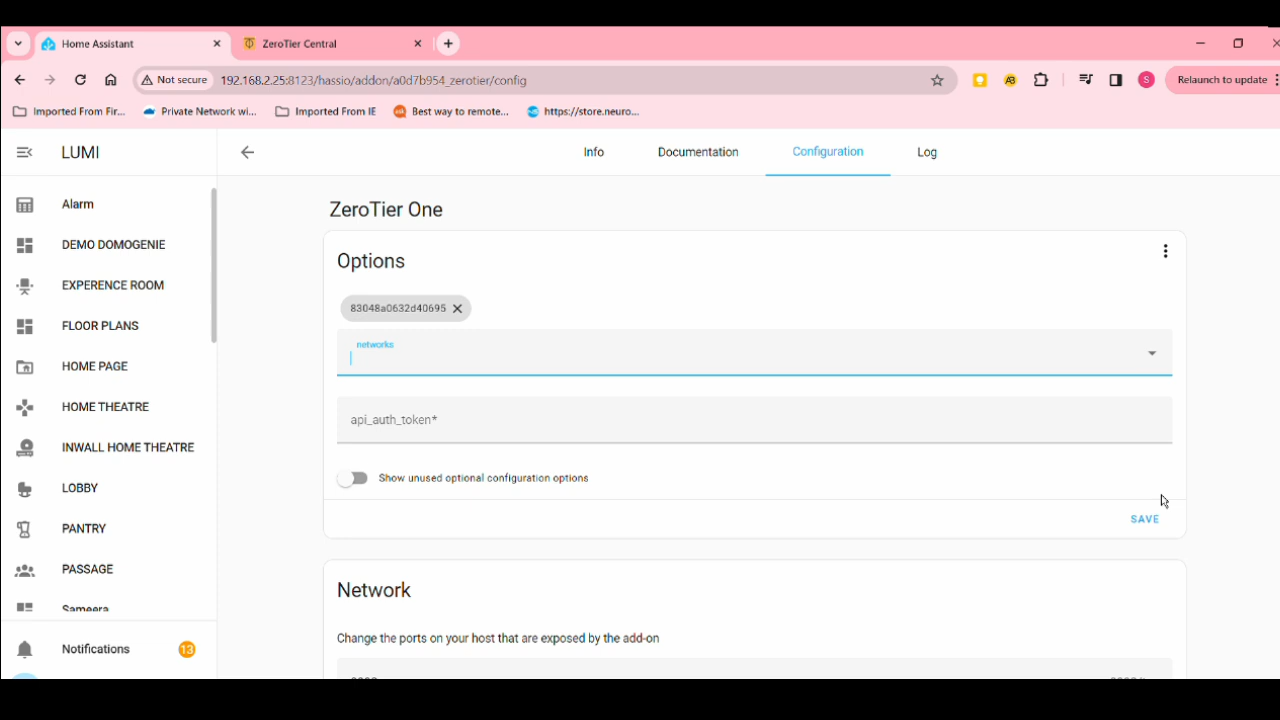 Home Assistant
ZeroTier Central
Not secure
192.168.2.25:8123/hassio/addon/a0d7b954_zerotier/config
S
Relaunch to update
Imported From Fir...
Private Network wi...
Imported From IE
Best way to remote...
https://store.neuro...
LUMI
Info
Documentation
Configuration
Log
Alarm
DEMO DOMOGENIE
EXPERENCE ROOM
FLOOR PLANS
HOME PAGE
HOME THEATRE
INWALL HOME THEATRE
LOBBY
PANTRY
PASSAGE
Sameera
Notifications
13
ZeroTier One
Options
83048a0632d40695
networks
api_auth_token*
Show unused optional configuration options
SAVE
Network
Change the ports on your host that are exposed by the add-on